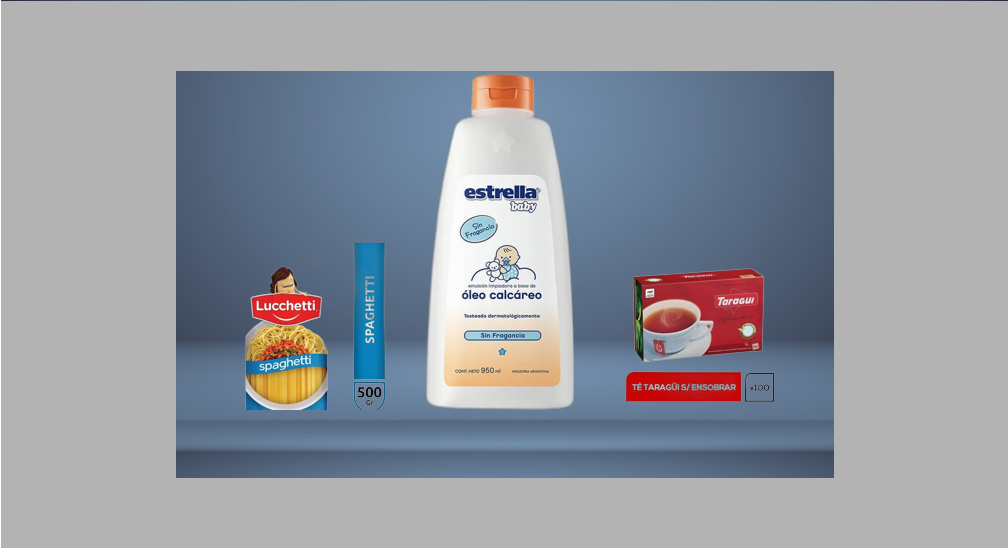 Lucchetti
spaghetti
SPAGHETTI
500
Gr
estrella
baby
Sin
Fragancia
emulsión limpiadora a base de
óleo calcáreo
Testeado dermatológicamente
Sin Fragancia
CONT. NETO 950 ml
INDUSTRIA ARGENTINA
Taragüi
Taragüi
TÉ TARAGÜI S/ ENSOBRAR
x100